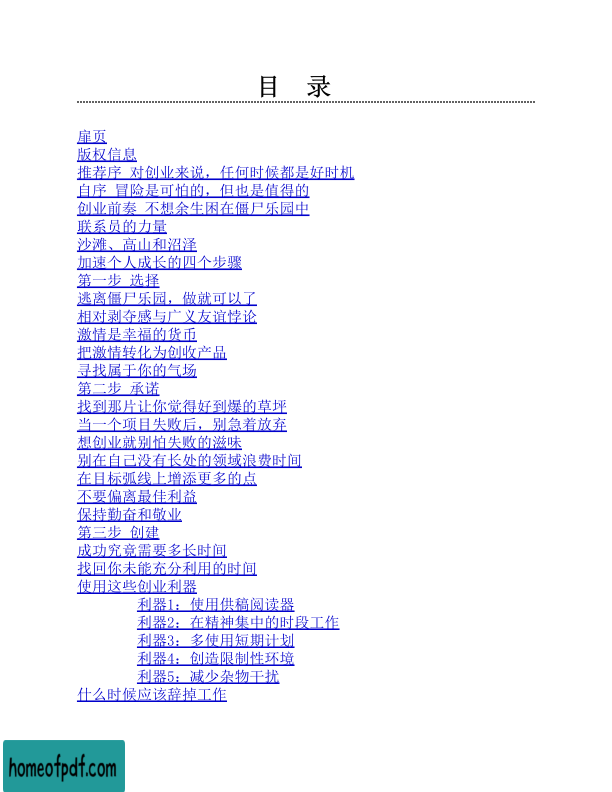 目 录
扉页
版权信息
推荐序 对创业来说，任何时候都是好时机
自序 冒险是可怕的，但也是值得的
创业前奏 不想余生困在僵尸乐园中
联系员的力量
沙滩、高山和沼泽
加速个人成长的四个步骤
第一步 选择
逃离僵尸乐园，做就可以了
相对剥夺感与广义友谊悖论
激情是幸福的货币
把激情转化为创收产品
寻找属于你的气场
第二步 承诺
找到那片让你觉得好到爆的草坪
当一个项目失败后，别急着放弃
想创业就别怕失败的滋味
别在自己没有长处的领域浪费时间
在目标弧线上增添更多的点
不要偏离最佳利益
保持勤奋和敬业
第三步 创建
成功究竟需要多长时间
找回你未能充分利用的时间
使用这些创业利器
利器1：使用供稿阅读器
利器2：在精神集中的时段工作
利器3：多使用短期计划
利器4：创造限制性环境
利器5：减少杂物干扰
什么时候应该辞掉工作
homeofpdf.com